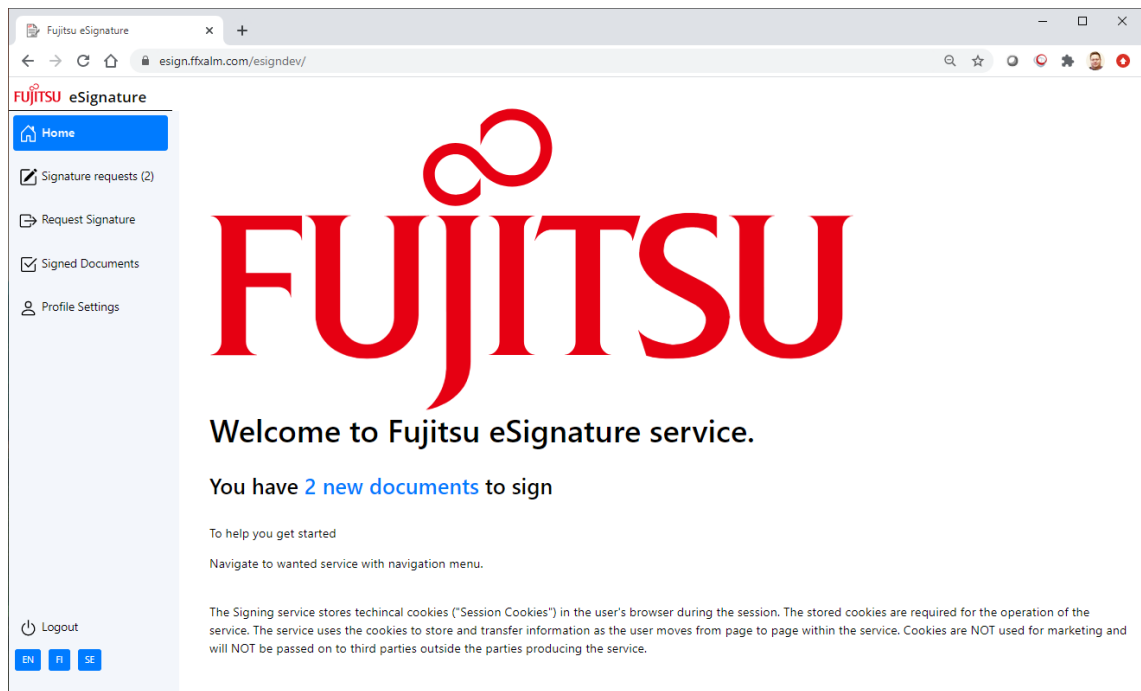 Fujitsu eSignature
esign.ffxalm.com/esigndev/
FUJITSU eSignature
Home
Signature requests (2)
Request Signature
Signed Documents
Profile Settings
FUJITSU
Welcome to Fujitsu eSignature service.
You have 2 new documents to sign
To help you get started
Navigate to wanted service with navigation menu.
The Signing service stores techincal cookies ("Session Cookies") in the user's browser during the session. The stored cookies are required for the operation of the
service. The service uses the cookies to store and transfer information as the user moves from page to page within the service. Cookies are NOT used for marketing and
will NOT be passed on to third parties outside the parties producing the service.
Logout
EN FI SE